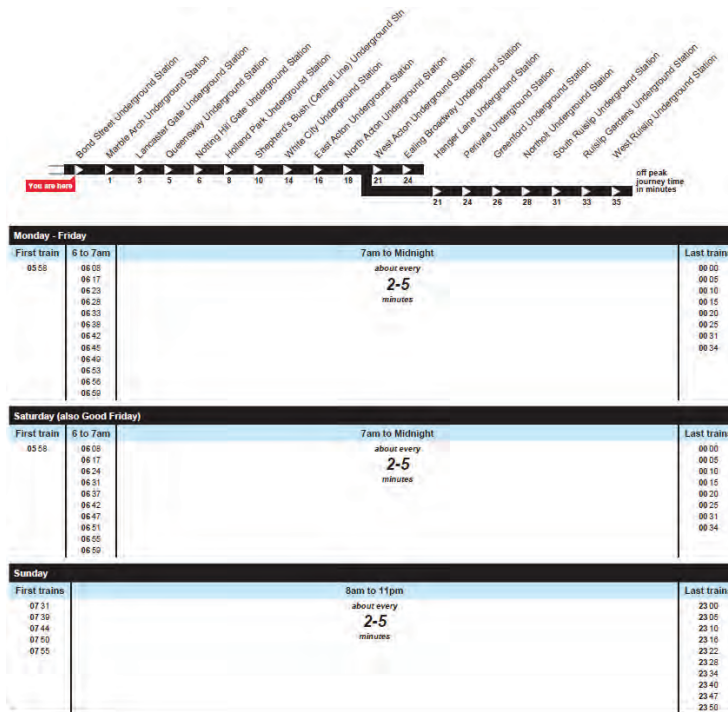 Bond Street Underground Station
Marble Arch Underground Station
Lancaster Gate Underground Station
Queensway Underground Station
Notting Hill Gate Underground Station
Holland Park Underground Station
Shepherd's Bush (Central Line) Underground Stn
White City Underground Station
East Acton Underground Station
North Acton Underground Station
West Acton Underground Station
Ealing Broadway Underground Station
Hanger Lane Underground Station
Perivale Underground Station
Greenford Underground Station
Northolt Underground Station
South Ruislip Underground Station
Ruislip Gardens Underground Station
West Ruislip Underground Station
You are here
1 3 5 6 8 10 14 16 18 21 24
21 24 26 28 31 33 35
off peak
journey time
in minutes
Monday - Friday
First train 6 to 7am 7am to Midnight Last train
05 58 06 08 about every 00 00
06 17 2-5 00 05
06 23 minutes 00 10
06 28 00 15
06 33 00 20
06 38 00 25
06 42 00 31
06 45 00 34
06 49
06 53
06 56
06 59
Saturday (also Good Friday)
First train 6 to 7am 7am to Midnight Last train
05 58 06 08 about every 00 00
06 17 2-5 00 05
06 24 minutes 00 10
06 31 00 15
06 37 00 20
06 42 00 25
06 47 00 31
06 51 00 34
06 55
06 59
Sunday
First trains 8am to 11pm Last train
07 31 about every 23 00
07 39 2-5 23 05
07 44 minutes 23 10
07 50 23 16
07 55 23 22
23 28
23 34
23 40
23 47